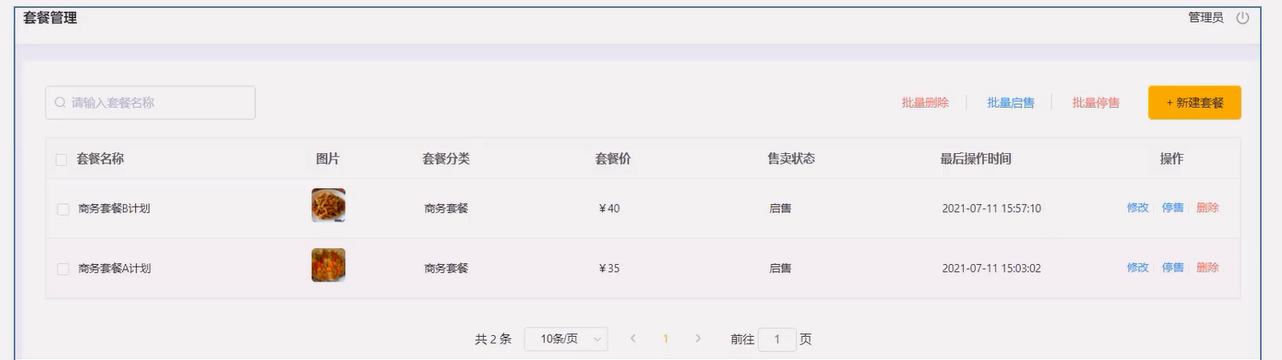 套餐管理 管理员
请输入套餐名称 批量删除 批量启售 批量停售 + 新建套餐
套餐名称 图片 套餐分类 套餐价 售卖状态 最后操作时间 操作
商务套餐B计划 商务套餐 ￥40 启售 2021-07-11 15:57:10 修改 停售 删除
商务套餐A计划 商务套餐 ￥35 启售 2021-07-11 15:03:02 修改 停售 删除
共 2 条 10条/页 1 前往 1 页